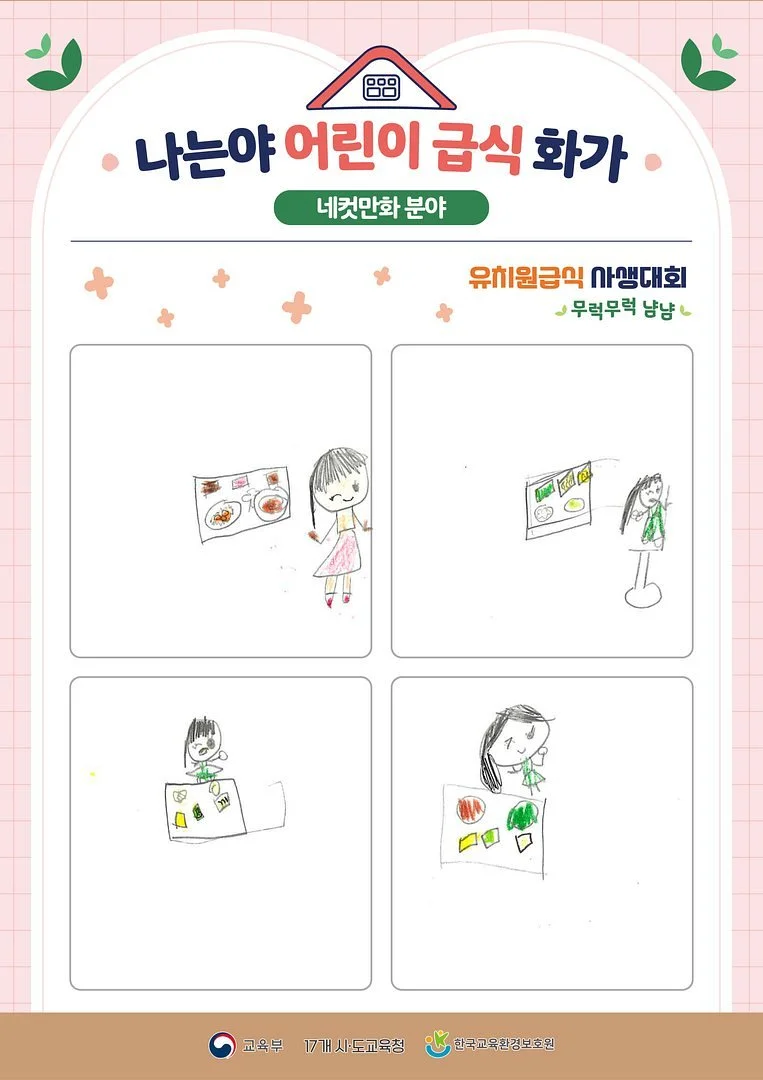 나는야 어린이 급식 화가
네컷만화 분야
유치원급식 사생대회
무럭무럭 냠냠
교육부 17개 시·도교육청 한국교육환경보호원